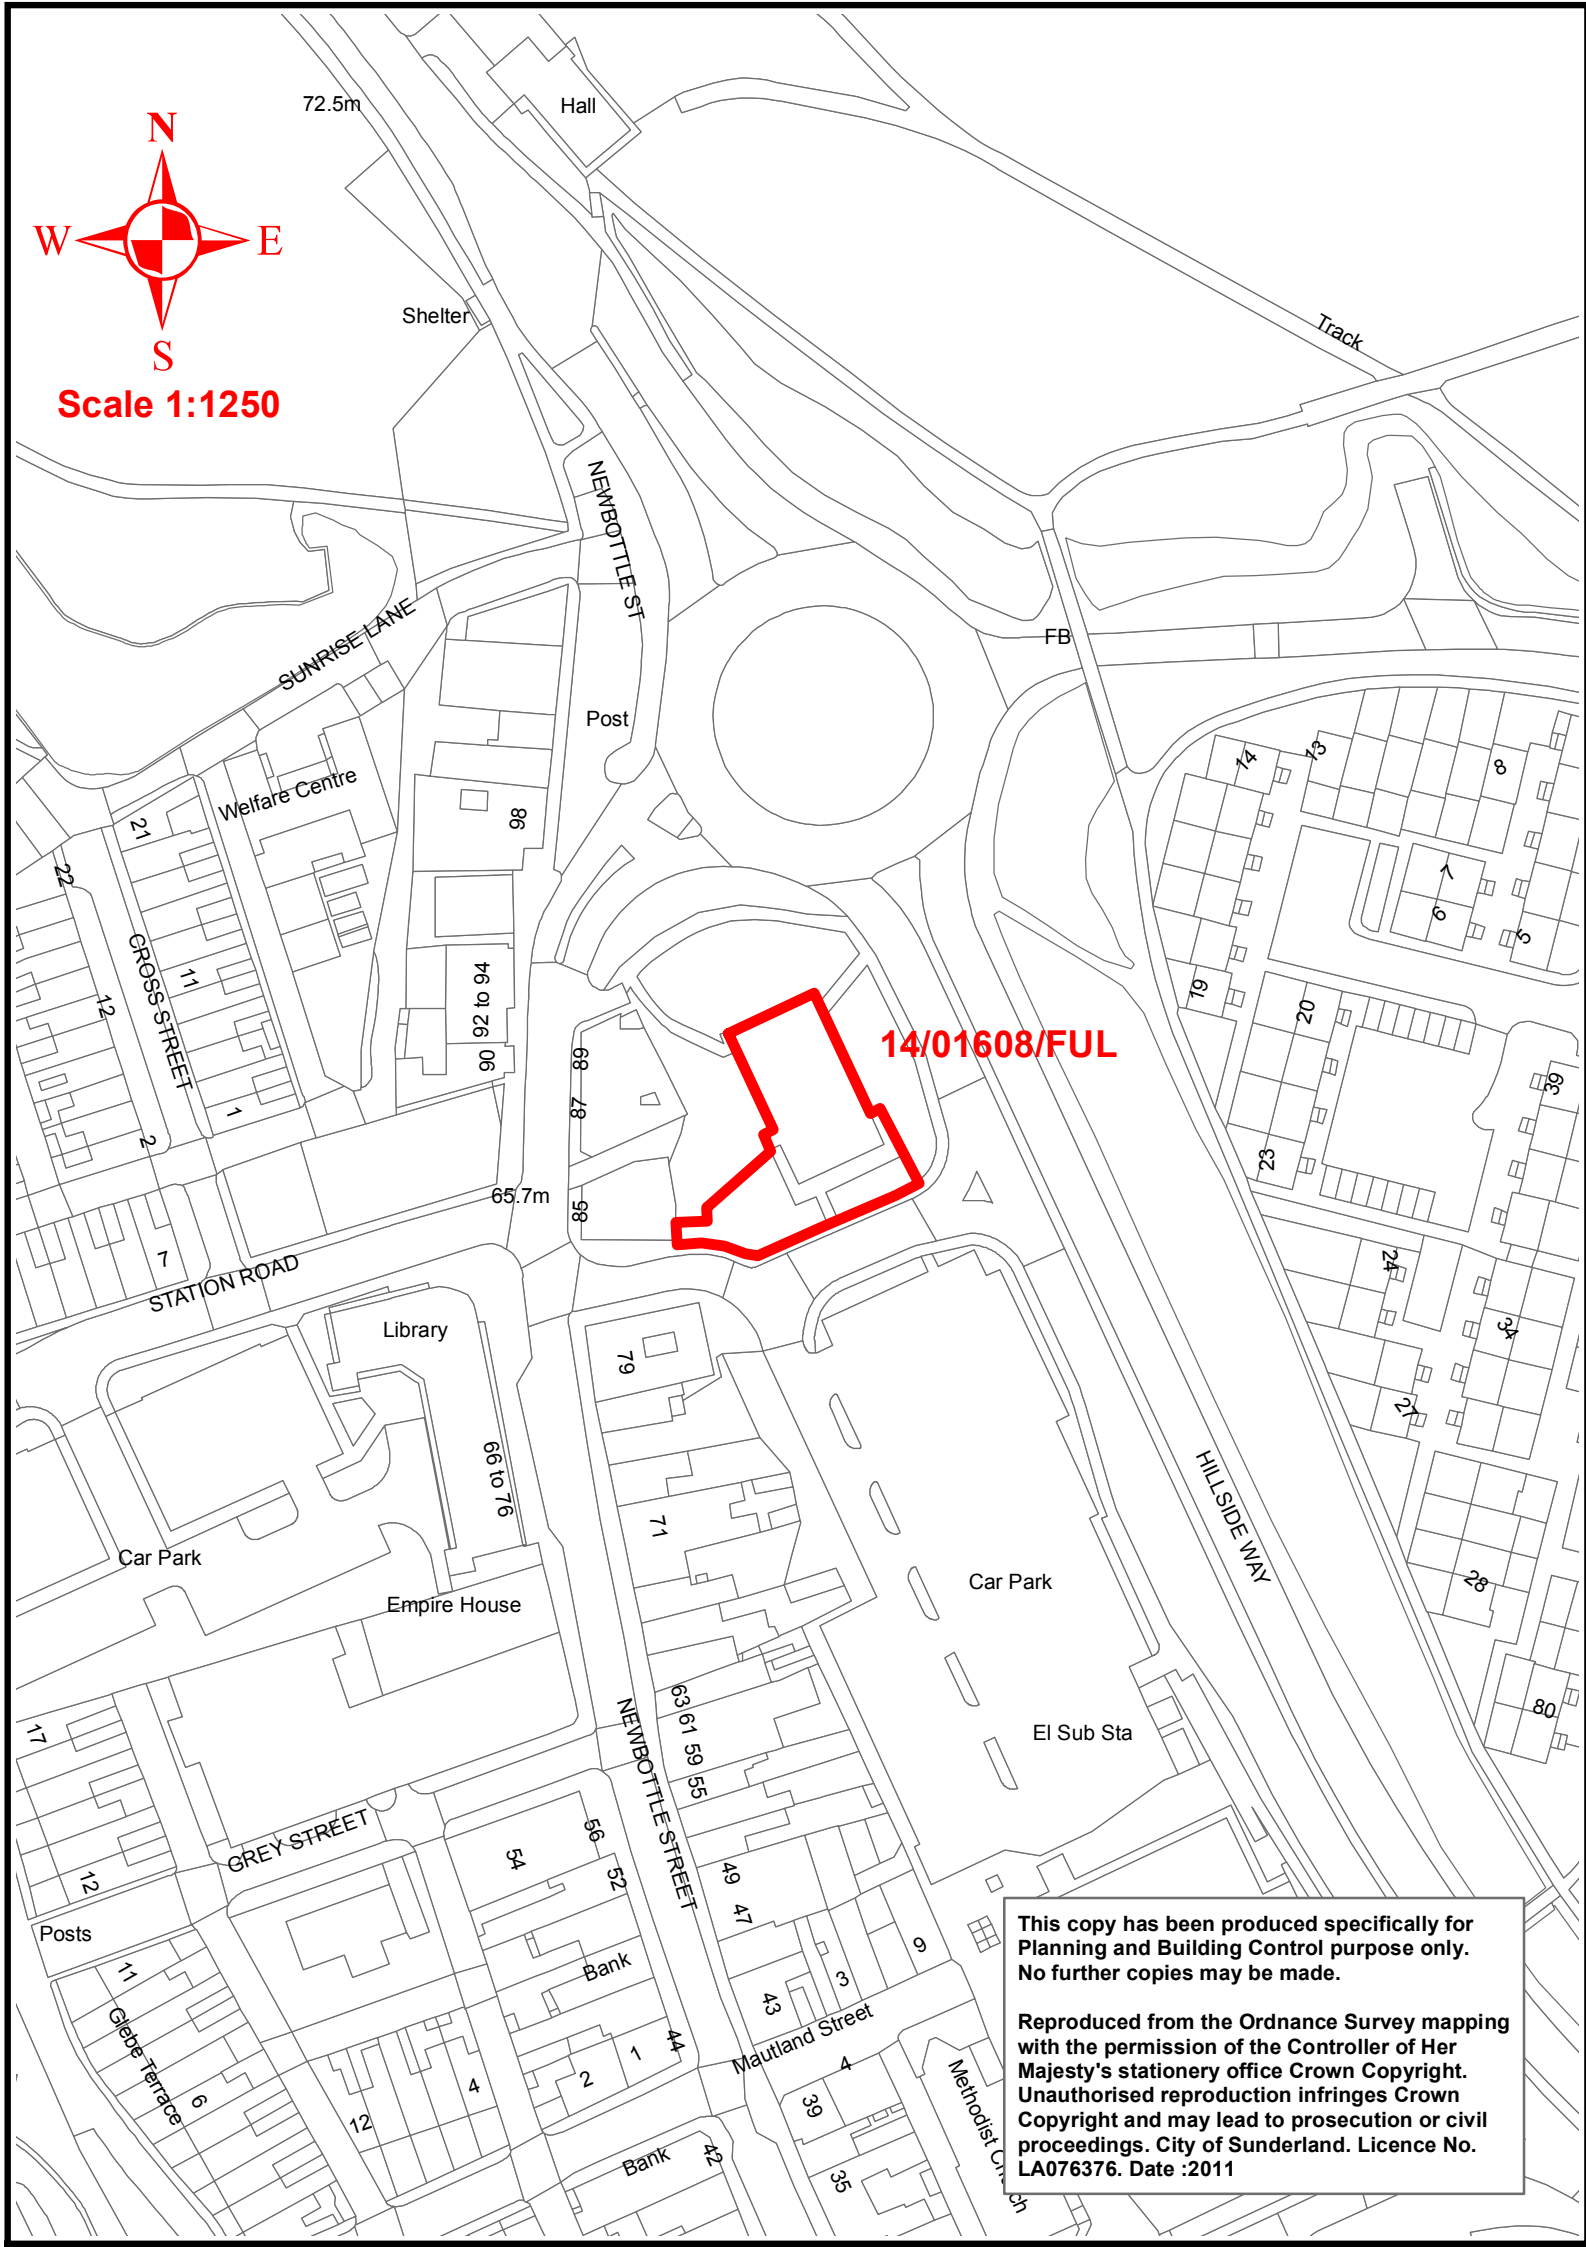 72.5m
Hall
N
W
E
S
Scale 1:1250
Shelter
Track
NEWBOTTLE ST
SUNRISE LANE
FB
Post
Welfare Centre
98
14
13
8
21
22
7
6
5
CROSS STREET
11
12
92 to 94
90
19
20
14/01608/FUL
89
87
39
1
2
23
65.7m
85
7
STATION ROAD
24
Library
34
79
27
66 to 76
71
HILLSIDE WAY
Car Park
Car Park
28
Empire House
63
61
59
55
17
80
El Sub Sta
NEWBOTTLE STREET
GREY STREET
56
54
52
49
47
12
Posts
9
11
Bank
3
43
Glebe Terrace
Mautland Street
44
1
4
2
4
6
39
12
Methodist Church
Bank
42
35
This copy has been produced specifically for
Planning and Building Control purpose only.
No further copies may be made.
Reproduced from the Ordnance Survey mapping
with the permission of the Controller of Her
Majesty's stationery office Crown Copyright.
Unauthorised reproduction infringes Crown
Copyright and may lead to prosecution or civil
proceedings. City of Sunderland. Licence No.
LA076376. Date :2011